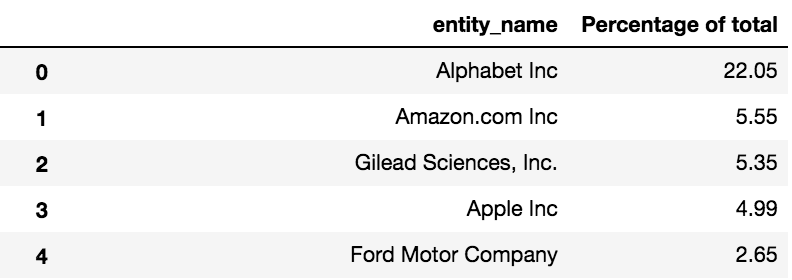 entity_name Percentage of total
0 Alphabet Inc 22.05
1 Amazon.com Inc 5.55
2 Gilead Sciences, Inc. 5.35
3 Apple Inc 4.99
4 Ford Motor Company 2.65